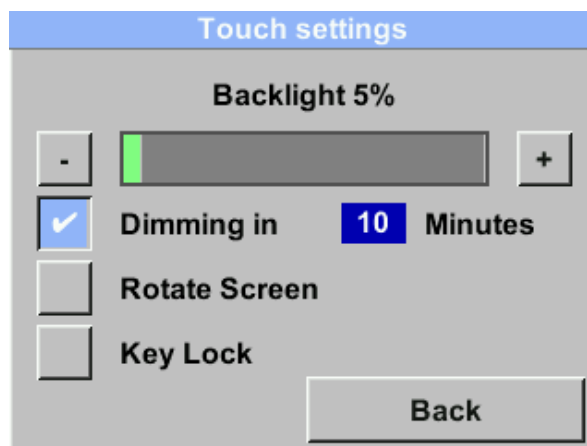 Touch settings
Backlight 5%
- +
Dimming in 10 Minutes
Rotate Screen
Key Lock
Back